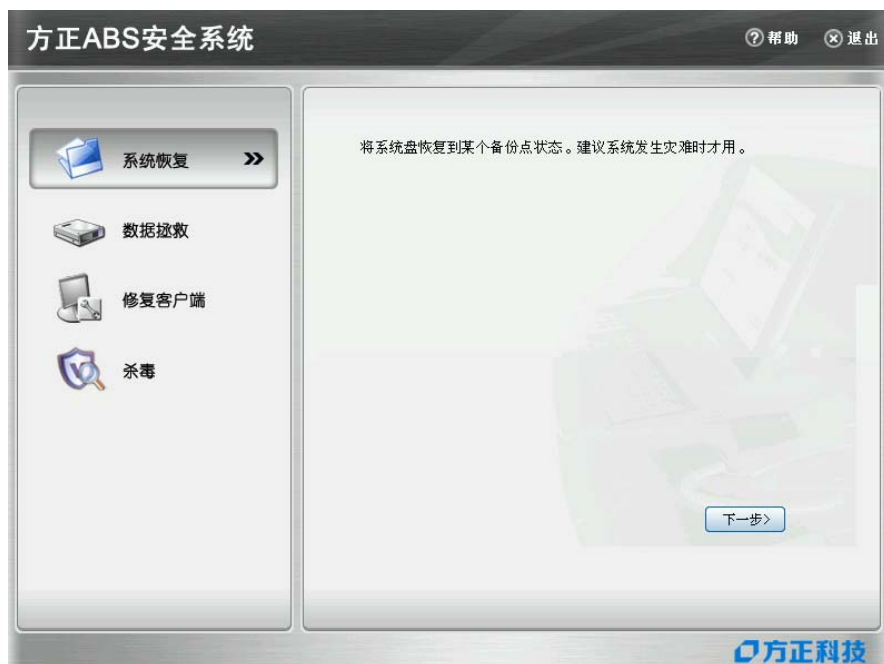 方正ABS安全系统
帮助
退出
系统恢复
将系统盘恢复到某个备份点状态。建议系统发生灾难时才用。
数据拯救
修复客户端
杀毒
下一步>
方正科技